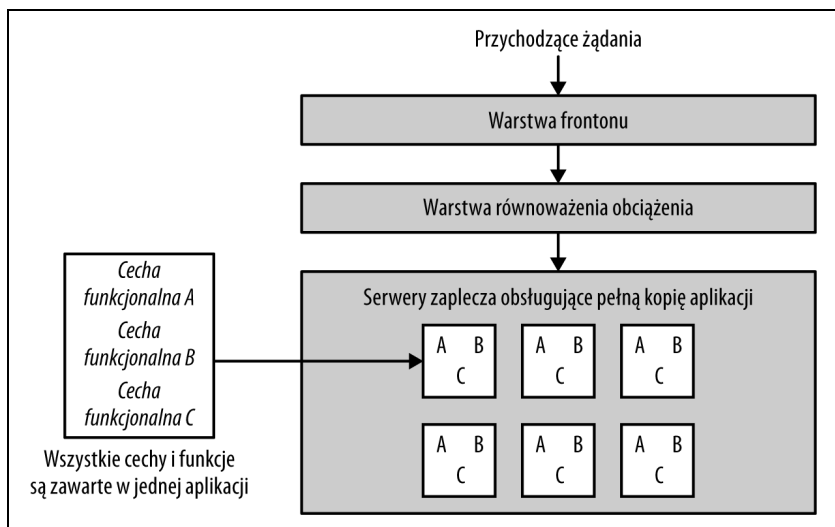 Przychodzące żądania
Warstwa frontonu
Warstwa równoważenia obciążenia
Cecha
funkcjonalna A
Cecha
funkcjonalna B
Cecha
funkcjonalna C
Wszystkie cechy i funkcje
są zawarte w jednej aplikacji
Serwery zaplecza obsługujące pełną kopię aplikacji
A B A B A B
C C C
A B A B A B
C C C